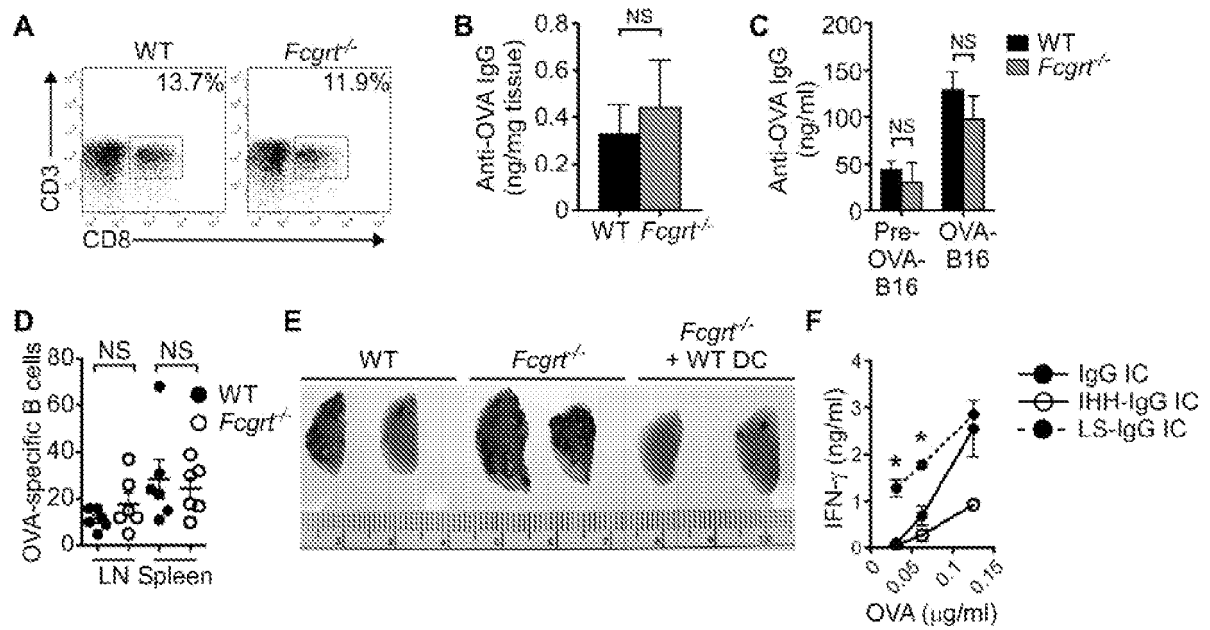 A
WT
Fcgrt-/-
13.7%
11.9%
CD3
CD8
B
NS
Anti-OVA IgG
(ng/mg tissue)
0.8
0.6
0.4
0.2
0
WT Fcgrt-/-
C
NS
NS
WT
Fcgrt-/-
Anti-OVA IgG
(ng/ml)
200
150
100
50
0
Pre-
OVA-
B16
OVA-
B16
D
NS
NS
WT
Fcgrt-/-
OVA-specific B cells
80
60
40
20
0
LN Spleen
E
WT
Fcgrt-/-
Fcgrt-/-
+ WT DC
F
IgG IC
IHH-IgG IC
LS-IgG IC
IFN-γ (ng/ml)
4
3
2
1
0
* *
0
0.05
0.1
0.15
OVA (μg/ml)